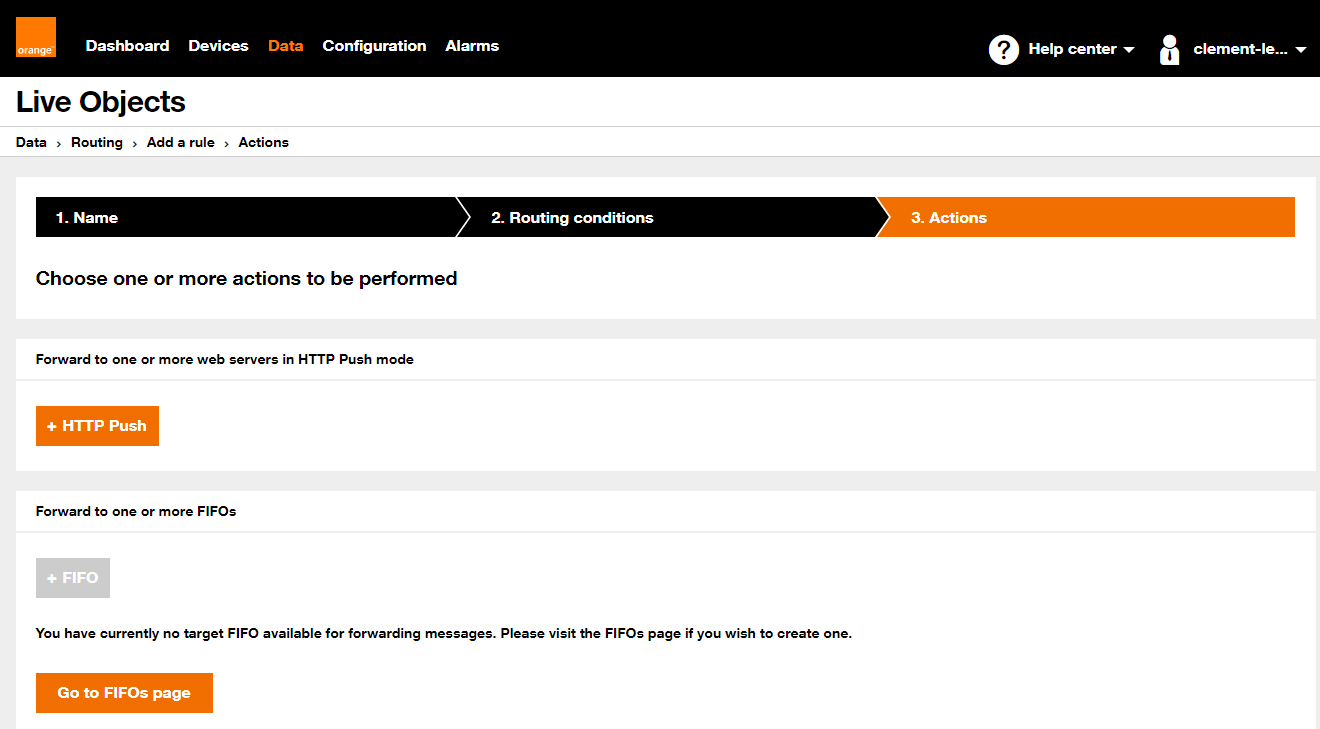 orange™
Dashboard Devices Data Configuration Alarms
? Help center clement-le...
Live Objects
Data › Routing › Add a rule › Actions
1. Name 2. Routing conditions 3. Actions
Choose one or more actions to be performed
Forward to one or more web servers in HTTP Push mode
+ HTTP Push
Forward to one or more FIFOs
+ FIFO
You have currently no target FIFO available for forwarding messages. Please visit the FIFOs page if you wish to create one.
Go to FIFOs page